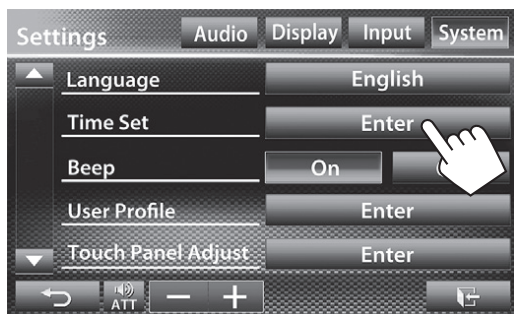 Settings Audio Display Input System
Language English
Time Set Enter
Beep On
User Profile Enter
Touch Panel Adjust Enter
ATT